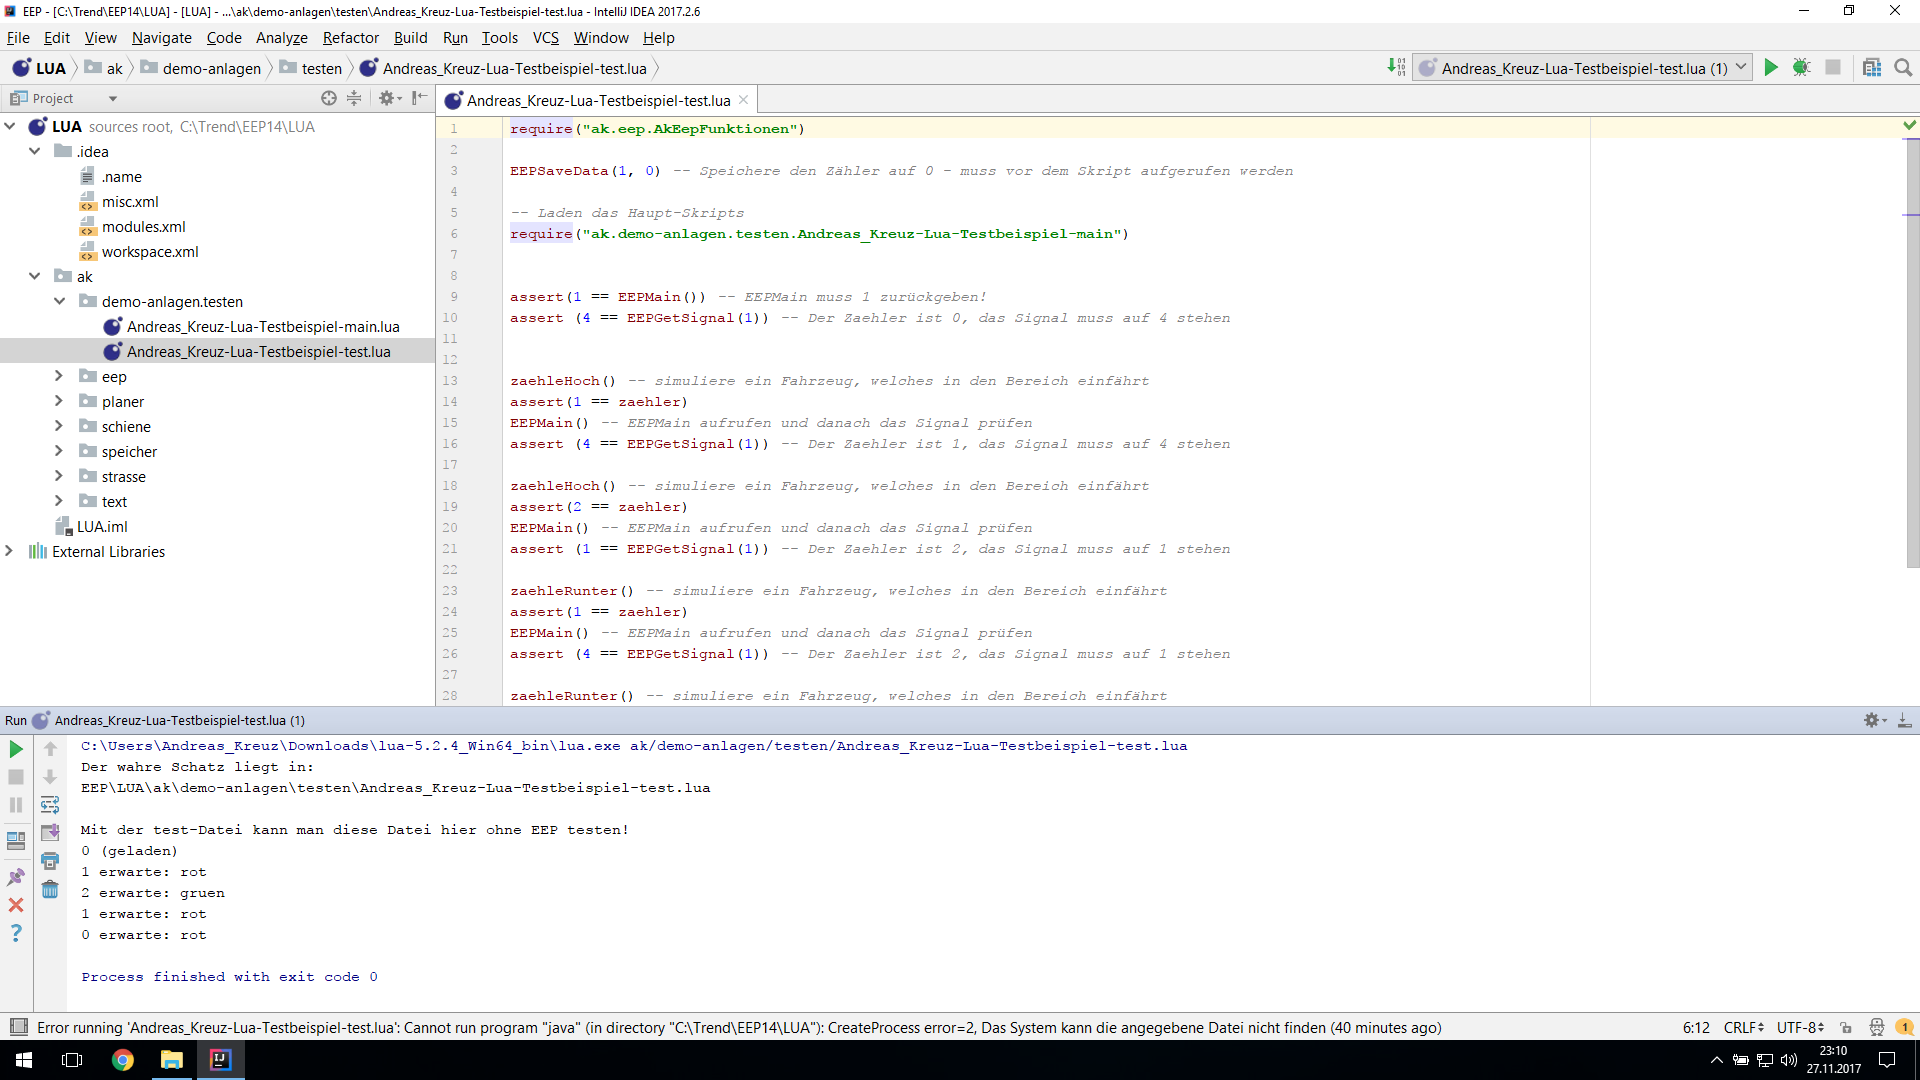 EEP - [C:\Trend\EEP14\LUA] - [LUA] - ...\ak\demo-anlagen\testen\Andreas_Kreuz-Lua-Testbeispiel-test.lua - IntelliJ IDEA 2017.2.6
File Edit View Navigate Code Analyze Refactor Build Run Tools VCS Window Help
LUA ak demo-anlagen testen Andreas_Kreuz-Lua-Testbeispiel-test.lua
Andreas_Kreuz-Lua-Testbeispiel-test.lua (1)
Project
LUA sources root, C:\Trend\EEP14\LUA
.idea
.name
misc.xml
modules.xml
workspace.xml
ak
demo-anlagen.testen
Andreas_Kreuz-Lua-Testbeispiel-main.lua
Andreas_Kreuz-Lua-Testbeispiel-test.lua
eep
planer
schiene
speicher
strasse
text
LUA.iml
External Libraries
Andreas_Kreuz-Lua-Testbeispiel-test.lua
1 require("ak.eep.AkEepFunktionen")
2
3 EEPSaveData(1, 0) -- Speichere den Zähler auf 0 - muss vor dem Skript aufgerufen werden
4
5 -- Laden das Haupt-Skripts
6 require("ak.demo-anlagen.testen.Andreas_Kreuz-Lua-Testbeispiel-main")
7
8
9 assert(1 == EEPMain()) -- EEPMain muss 1 zurückgeben!
10 assert (4 == EEPGetSignal(1)) -- Der Zaehler ist 0, das Signal muss auf 4 stehen
11
12
13 zaehleHoch() -- simuliere ein Fahrzeug, welches in den Bereich einfährt
14 assert(1 == zaehler)
15 EEPMain() -- EEPMain aufrufen und danach das Signal prüfen
16 assert (4 == EEPGetSignal(1)) -- Der Zaehler ist 1, das Signal muss auf 4 stehen
17
18 zaehleHoch() -- simuliere ein Fahrzeug, welches in den Bereich einfährt
19 assert(2 == zaehler)
20 EEPMain() -- EEPMain aufrufen und danach das Signal prüfen
21 assert (1 == EEPGetSignal(1)) -- Der Zaehler ist 2, das Signal muss auf 1 stehen
22
23 zaehleRunter() -- simuliere ein Fahrzeug, welches in den Bereich einfährt
24 assert(1 == zaehler)
25 EEPMain() -- EEPMain aufrufen und danach das Signal prüfen
26 assert (4 == EEPGetSignal(1)) -- Der Zaehler ist 2, das Signal muss auf 1 stehen
27
28 zaehleRunter() -- simuliere ein Fahrzeug, welches in den Bereich einfährt
Run Andreas_Kreuz-Lua-Testbeispiel-test.lua (1)
C:\Users\Andreas_Kreuz\Downloads\lua-5.2.4_Win64_bin\lua.exe ak/demo-anlagen/testen/Andreas_Kreuz-Lua-Testbeispiel-test.lua
Der wahre Schatz liegt in:
EEP\LUA\ak\demo-anlagen\testen\Andreas_Kreuz-Lua-Testbeispiel-test.lua
Mit der test-Datei kann man diese Datei hier ohne EEP testen!
0 (geladen)
1 erwarte: rot
2 erwarte: gruen
1 erwarte: rot
0 erwarte: rot
Process finished with exit code 0
Error running 'Andreas_Kreuz-Lua-Testbeispiel-test.lua': Cannot run program "java" (in directory "C:\Trend\EEP14\LUA"): CreateProcess error=2, Das System kann die angegebene Datei nicht finden (40 minutes ago)
6:12 CRLF UTF-8 1
23:10
27.11.2017